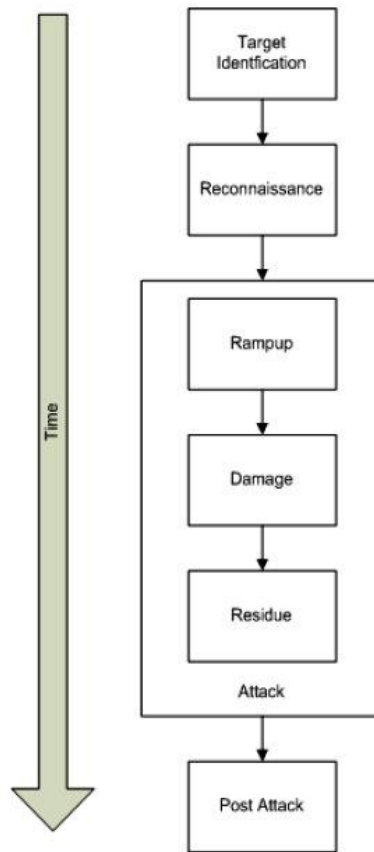 Target
Identfication
Reconnaissance
Rampup
Time
Damage
Residue
Attack
Post Attack